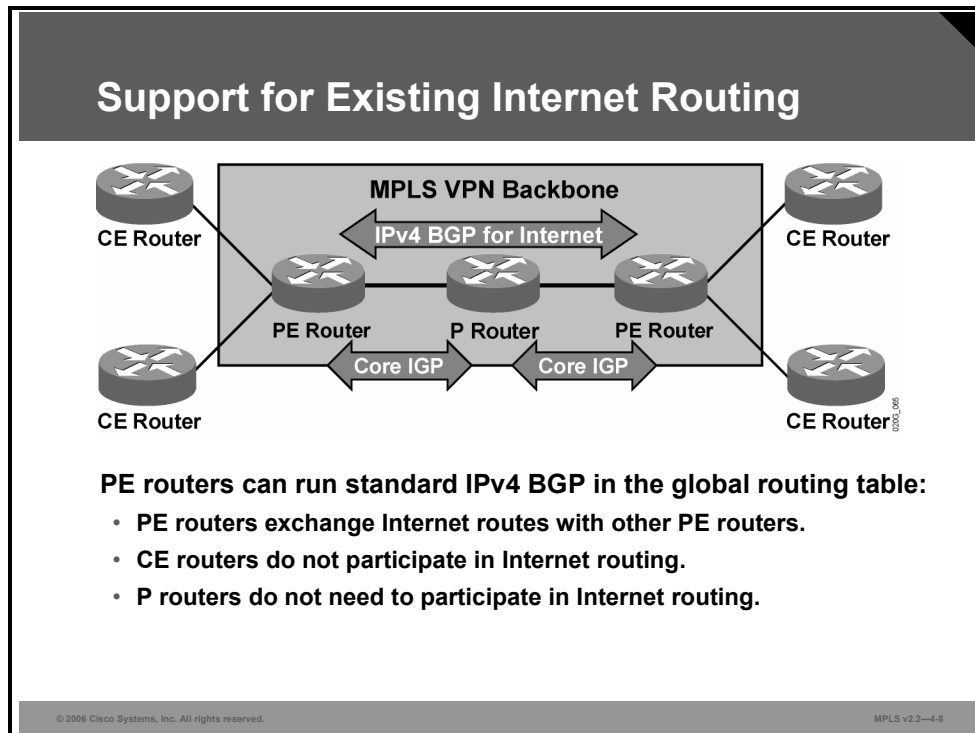 Support for Existing Internet Routing
MPLS VPN Backbone
IPv4 BGP for Internet
CE Router
CE Router
PE Router
P Router
PE Router
Core IGP
Core IGP
CE Router
CE Router
020G_065
PE routers can run standard IPv4 BGP in the global routing table:
• PE routers exchange Internet routes with other PE routers.
• CE routers do not participate in Internet routing.
• P routers do not need to participate in Internet routing.
© 2006 Cisco Systems, Inc. All rights reserved.
MPLS v2.2—4-8